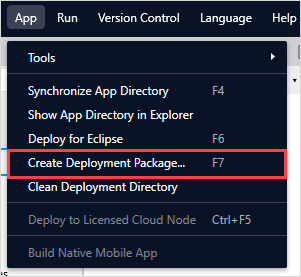 App Run Version Control Language Help
Tools
Synchronize App Directory F4
Show App Directory in Explorer
Deploy for Eclipse F6
Create Deployment Package... F7
Clean Deployment Directory
Deploy to Licensed Cloud Node Ctrl+F5
Build Native Mobile App